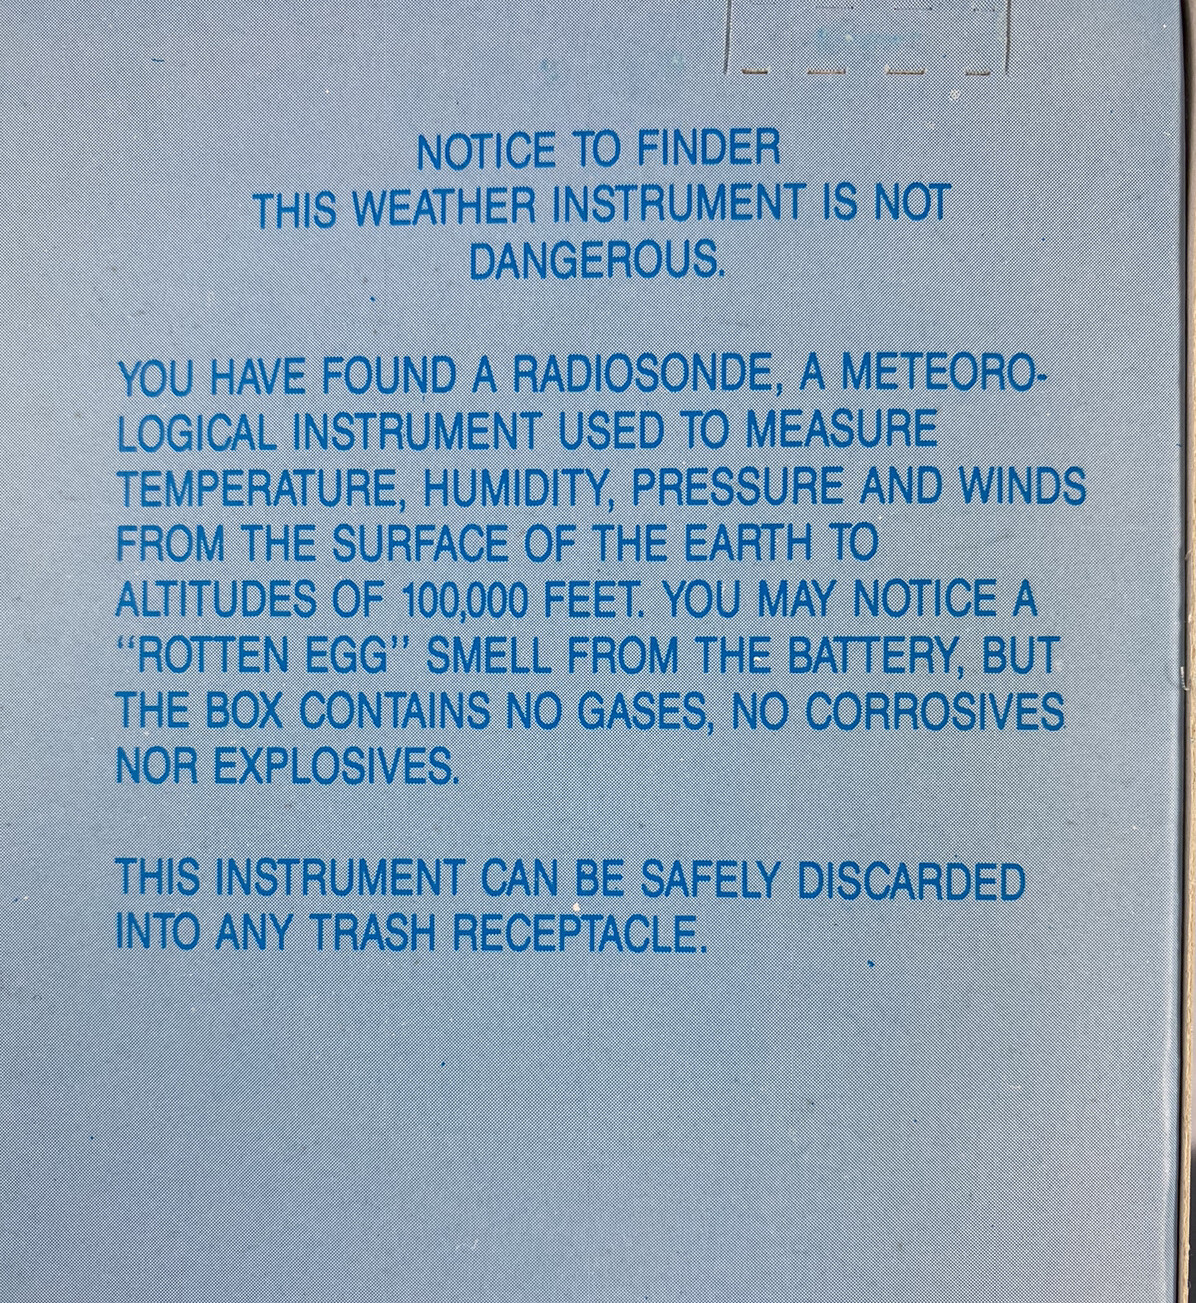 NOTICE TO FINDER
THIS WEATHER INSTRUMENT IS NOT
DANGEROUS.
YOU HAVE FOUND A RADIOSONDE, A METEORO-
LOGICAL INSTRUMENT USED TO MEASURE
TEMPERATURE, HUMIDITY, PRESSURE AND WINDS
FROM THE SURFACE OF THE EARTH TO
ALTITUDES OF 100,000 FEET. YOU MAY NOTICE A
“ROTTEN EGG” SMELL FROM THE BATTERY, BUT
THE BOX CONTAINS NO GASES, NO CORROSIVES
NOR EXPLOSIVES.
THIS INSTRUMENT CAN BE SAFELY DISCARDED
INTO ANY TRASH RECEPTACLE.